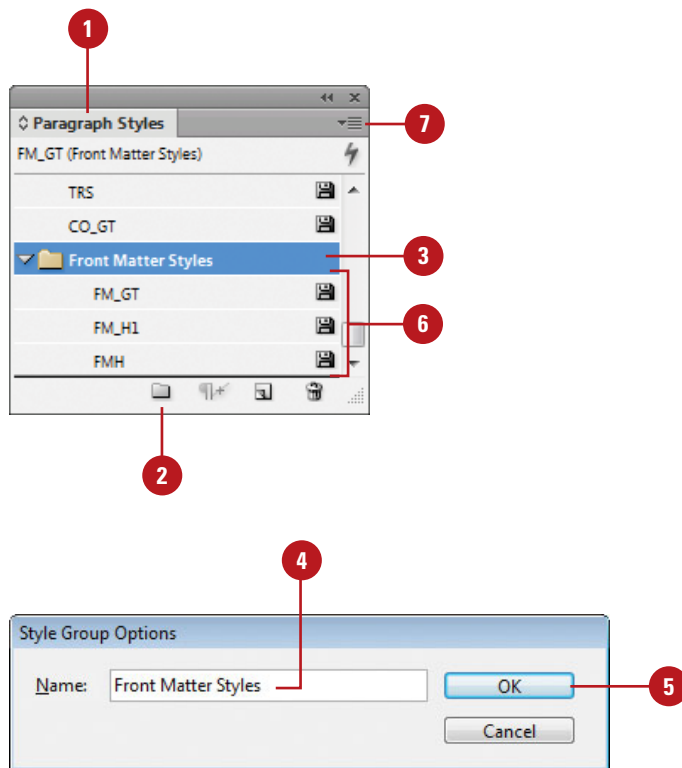 1
Paragraph Styles
7
FM_GT (Front Matter Styles)
TRS
CO_GT
Front Matter Styles
3
FM_GT
FM_H1
6
FMH
2
4
Style Group Options
Name:
Front Matter Styles
OK
5
Cancel